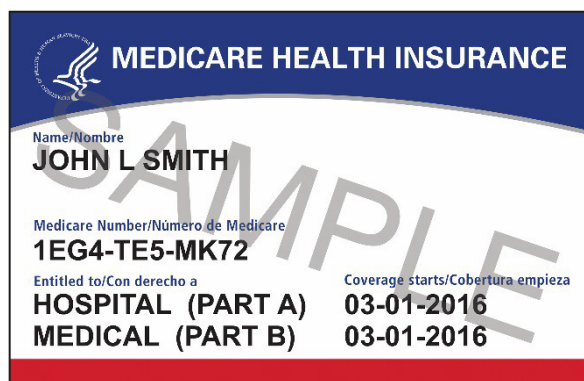 MEDICARE HEALTH INSURANCE
Name/Nombre
JOHN L SMITH
Medicare Number/Número de Medicare
1EG4-TE5-MK72
Entitled to/Con derecho a
Coverage starts/Cobertura empieza
HOSPITAL (PART A) 03-01-2016
MEDICAL (PART B) 03-01-2016
SAMPLE